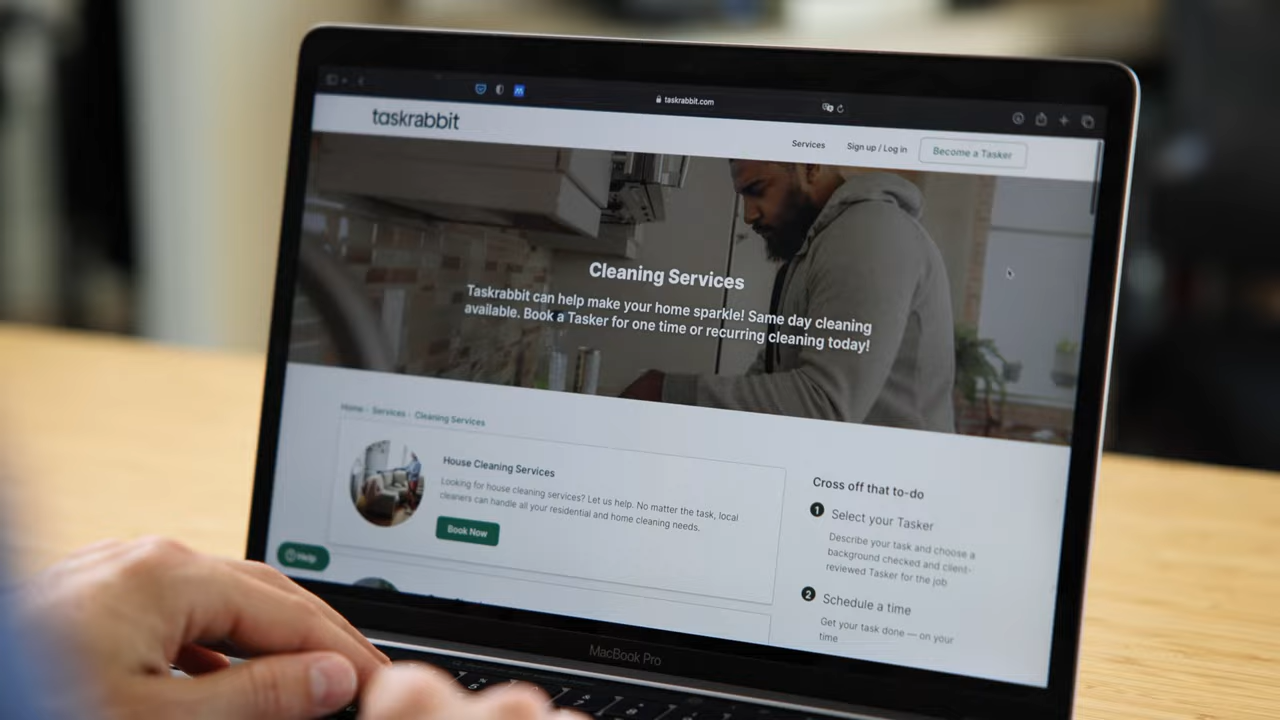 taskrabbit.com
taskrabbit
Services
Sign up / Log in
Become a Tasker
Cleaning Services
Taskrabbit can help make your home sparkle! Same day cleaning
available. Book a Tasker for one time or recurring cleaning today!
Home › Services › Cleaning Services
House Cleaning Services
Looking for house cleaning services? Let us help. No matter the task, local
cleaners can handle all your residential and home cleaning needs.
Book Now
Help
Cross off that to-do
1 Select your Tasker
Describe your task and choose a
background checked and client-
reviewed Tasker for the job
2 Schedule a time
Get your task done — on your
time
MacBook Pro